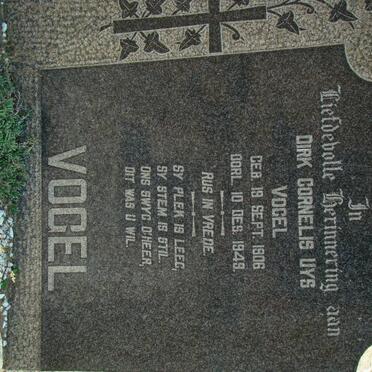 In
Liefdevolle Herinnering aan
DIRK CORNELIS UYS
VOGEL
GEB. 19 SEPT. 1906
OORL. 10 DES. 1949.
RUS IN VREDE.
SY PLEK IS LEEG,
SY STEM IS STIL.
ONS SWYG, O HEER,
DIT WAS U WIL.
VOGEL